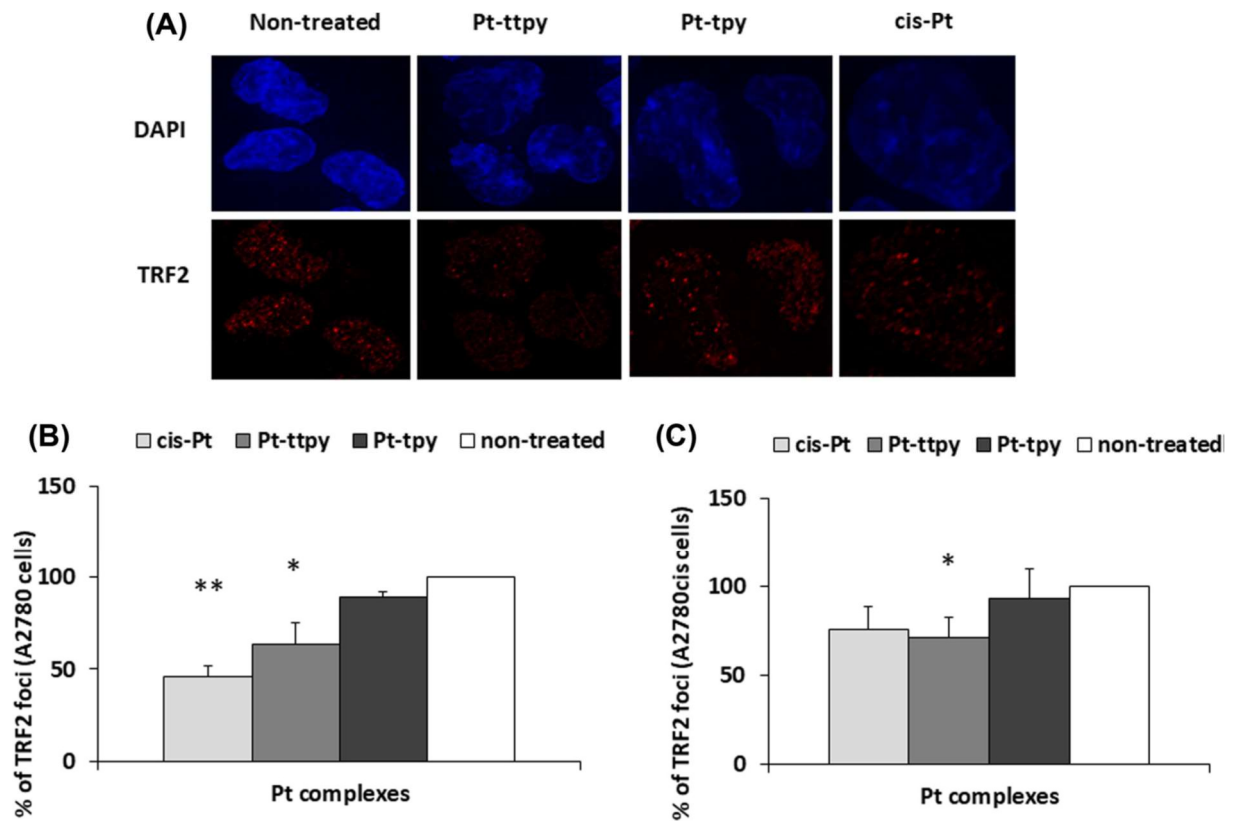 (A)
Non-treated Pt-ttpy Pt-tpy cis-Pt
DAPI
TRF2
(B)
cis-Pt Pt-ttpy Pt-tpy non-treated
% of TRF2 foci (A2780 cells)
150
100
50
0
** *
Pt complexes
(C)
cis-Pt Pt-ttpy Pt-tpy non-treated
% of TRF2 foci (A2780cis cells)
150
100
50
0
*
Pt complexes